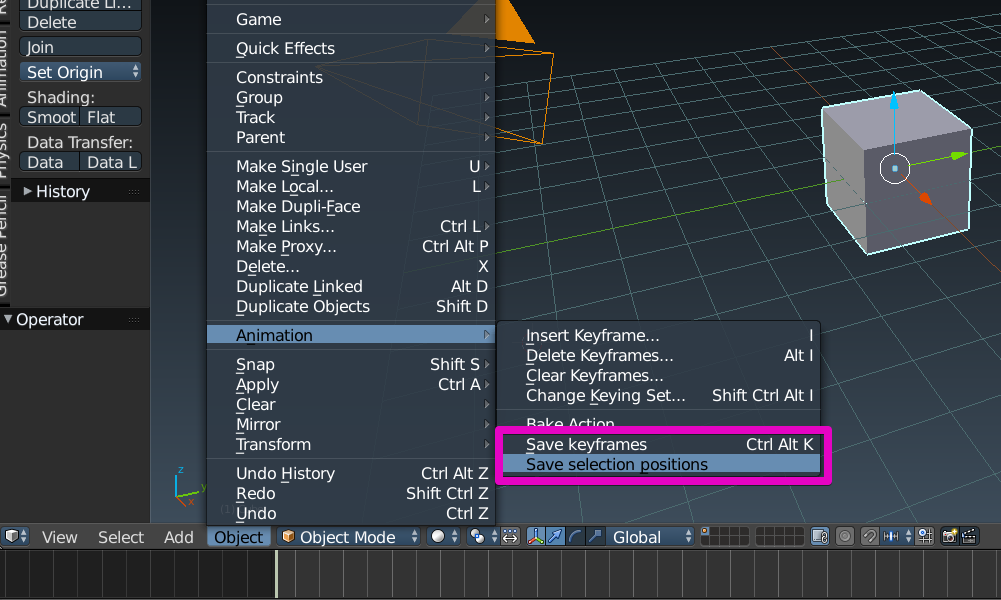 Duplicate Li...
Delete
Join
Set Origin
Shading:
Smoot Flat
Data Transfer:
Data Data L
History
Operator
Animation
Physics
Grease Pencil
Game
Quick Effects
Constraints
Group
Track
Parent
Make Single User U
Make Local... L
Make Dupli-Face
Make Links... Ctrl L
Make Proxy... Ctrl Alt P
Delete... X
Duplicate Linked Alt D
Duplicate Objects Shift D
Animation
Snap Shift S
Apply Ctrl A
Clear
Mirror
Transform
Undo History Ctrl Alt Z
Redo Shift Ctrl Z
Undo Ctrl Z
Insert Keyframe... I
Delete Keyframes... Alt I
Clear Keyframes...
Change Keying Set... Shift Ctrl Alt I
Bake Action
Save keyframes Ctrl Alt K
Save selection positions
z
y
x
View Select Add Object Object Mode Global